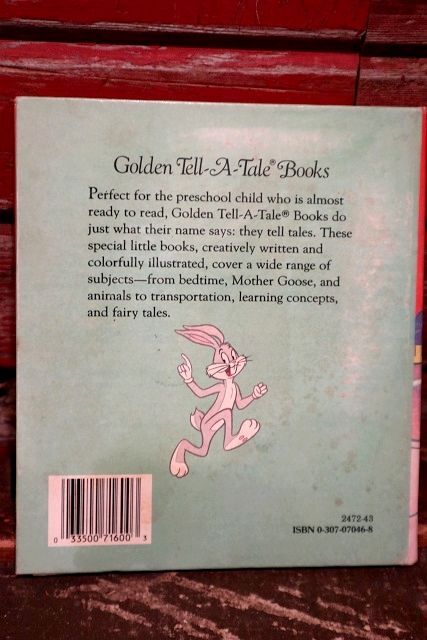 Golden Tell-A-Tale® Books
Perfect for the preschool child who is almost
ready to read, Golden Tell-A-Tale® Books do
just what their name says: they tell tales. These
special little books, creatively written and
colorfully illustrated, cover a wide range of
subjects—from bedtime, Mother Goose, and
animals to transportation, learning concepts,
and fairy tales.
0 33500 71600 3
2472-43
ISBN 0-307-07046-8